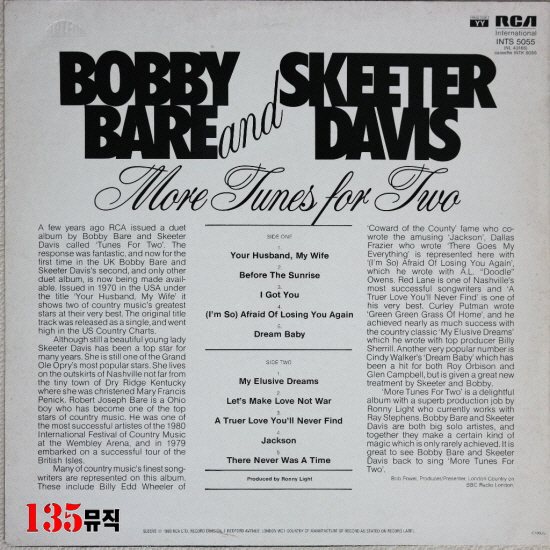 RCA
International
INTS 5055
BOBBY SKEETER
BARE and DAVIS
More Tunes for Two
A few years ago RCA issued a duet
album by Bobby Bare and Skeeter
Davis called 'Tunes For Two'. The
response was fantastic, and now for the
first time in the UK Bobby Bare and
Skeeter Davis's second, and only other
duet album, is now being made avail-
able. Issued in 1970 in the USA under
the title 'Your Husband, My Wife' it
shows two of country music's greatest
stars at their very best. The original title
track was released as a single, and went
high in the US Country Charts.
Although still a beautiful young lady
Skeeter Davis has been a top star for
many years. She is still one of the Grand
Ole Opry's most popular stars. She lives
on the outskirts of Nashville not far from
the tiny town of Dry Ridge Kentucky
where she was christened Mary Francis
Penick. Robert Joseph Bare is a Ohio
boy who has become one of the top
stars of country music. He was one of
the most successful artistes of the 1980
International Festival of Country Music
at the Wembley Arena, and in 1979
embarked on a successful tour of the
British Isles.
Many of country music's finest song-
writers are represented on this album.
These include Billy Edd Wheeler of
SIDE ONE
1.
Your Husband, My Wife
2.
Before The Sunrise
3.
I Got You
4.
(I'm So) Afraid Of Losing You Again
5.
Dream Baby
SIDE TWO
1.
My Elusive Dreams
2.
Let's Make Love Not War
3.
A Truer Love You'll Never Find
4.
Jackson
5.
There Never Was A Time
Produced by Ronny Light
'Coward of the County' fame who co-
wrote the amusing 'Jackson', Dallas
Frazier who wrote 'There Goes My
Everything' is represented here with
'(I'm So) Afraid Of Losing You Again',
which he wrote with A.L. "Doodle"
Owens. Red Lane is one of Nashville's
most successful songwriters and 'A
Truer Love You'll Never Find' is one of
his very best. Curley Putman wrote
'Green Green Grass Of Home', and he
achieved nearly as much success with
the country classic 'My Elusive Dreams'
which he wrote with top producer Billy
Sherrill. Another very popular number is
Cindy Walker's 'Dream Baby' which has
been a hit for both Roy Orbison and
Glen Campbell, but is given a great new
treatment by Skeeter and Bobby.
'More Tunes For Two' is a delightful
album with a superb production job by
Ronny Light who currently works with
Ray Stephens. Bobby Bare and Skeeter
Davis are both big solo artistes, and
together they make a certain kind of
magic which is only rarely achieved. It is
great to see Bobby Bare and Skeeter
Davis back to sing 'More Tunes For
Two'.
Bob Powel, Producer/Presenter, London Country on
BBC Radio London.
135뮤직